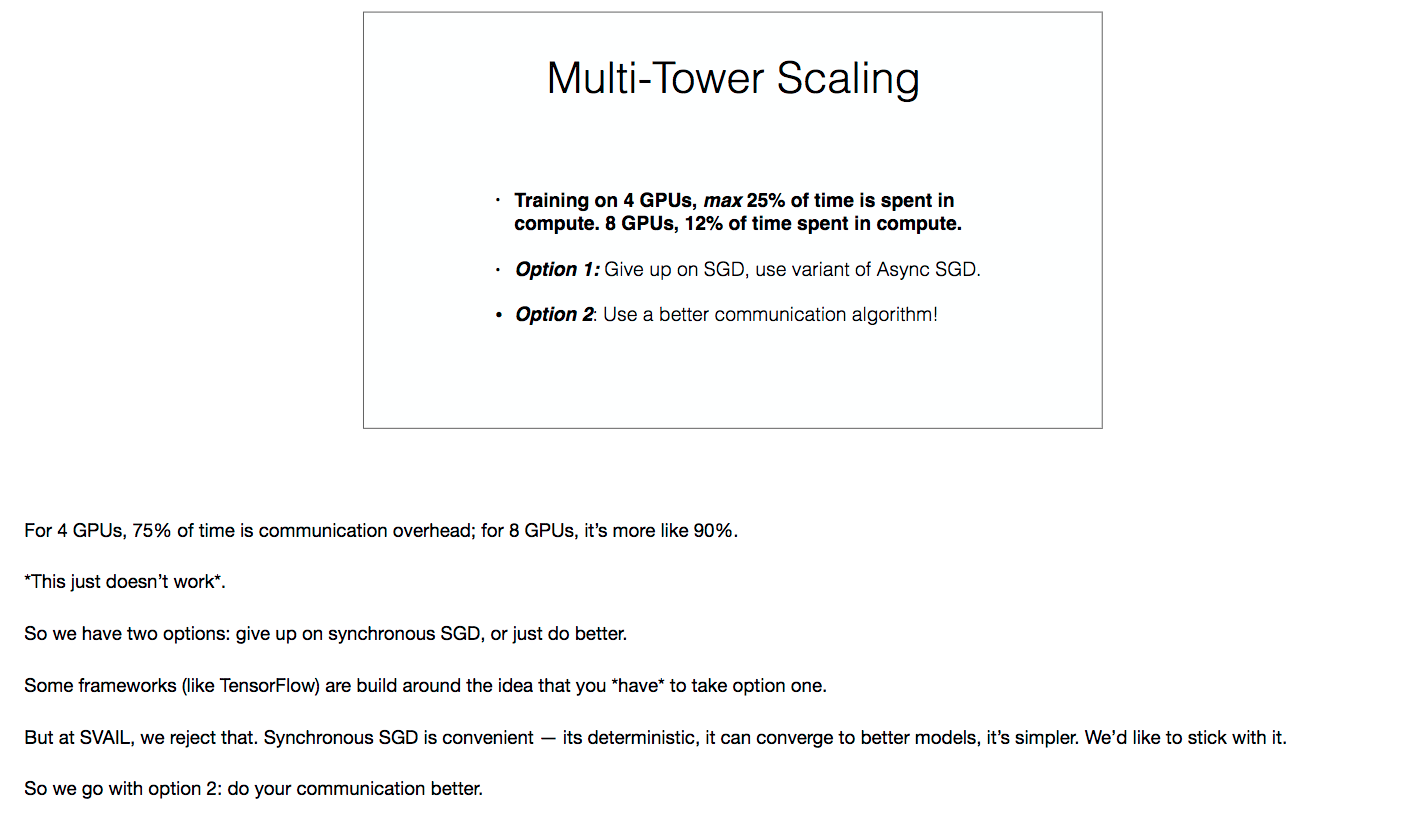 Multi-Tower Scaling
· Training on 4 GPUs, max 25% of time is spent in
compute. 8 GPUs, 12% of time spent in compute.
· Option 1: Give up on SGD, use variant of Async SGD.
• Option 2: Use a better communication algorithm!
For 4 GPUs, 75% of time is communication overhead; for 8 GPUs, it’s more like 90%.
*This just doesn’t work*.
So we have two options: give up on synchronous SGD, or just do better.
Some frameworks (like TensorFlow) are build around the idea that you *have* to take option one.
But at SVAIL, we reject that. Synchronous SGD is convenient — its deterministic, it can converge to better models, it’s simpler. We’d like to stick with it.
So we go with option 2: do your communication better.